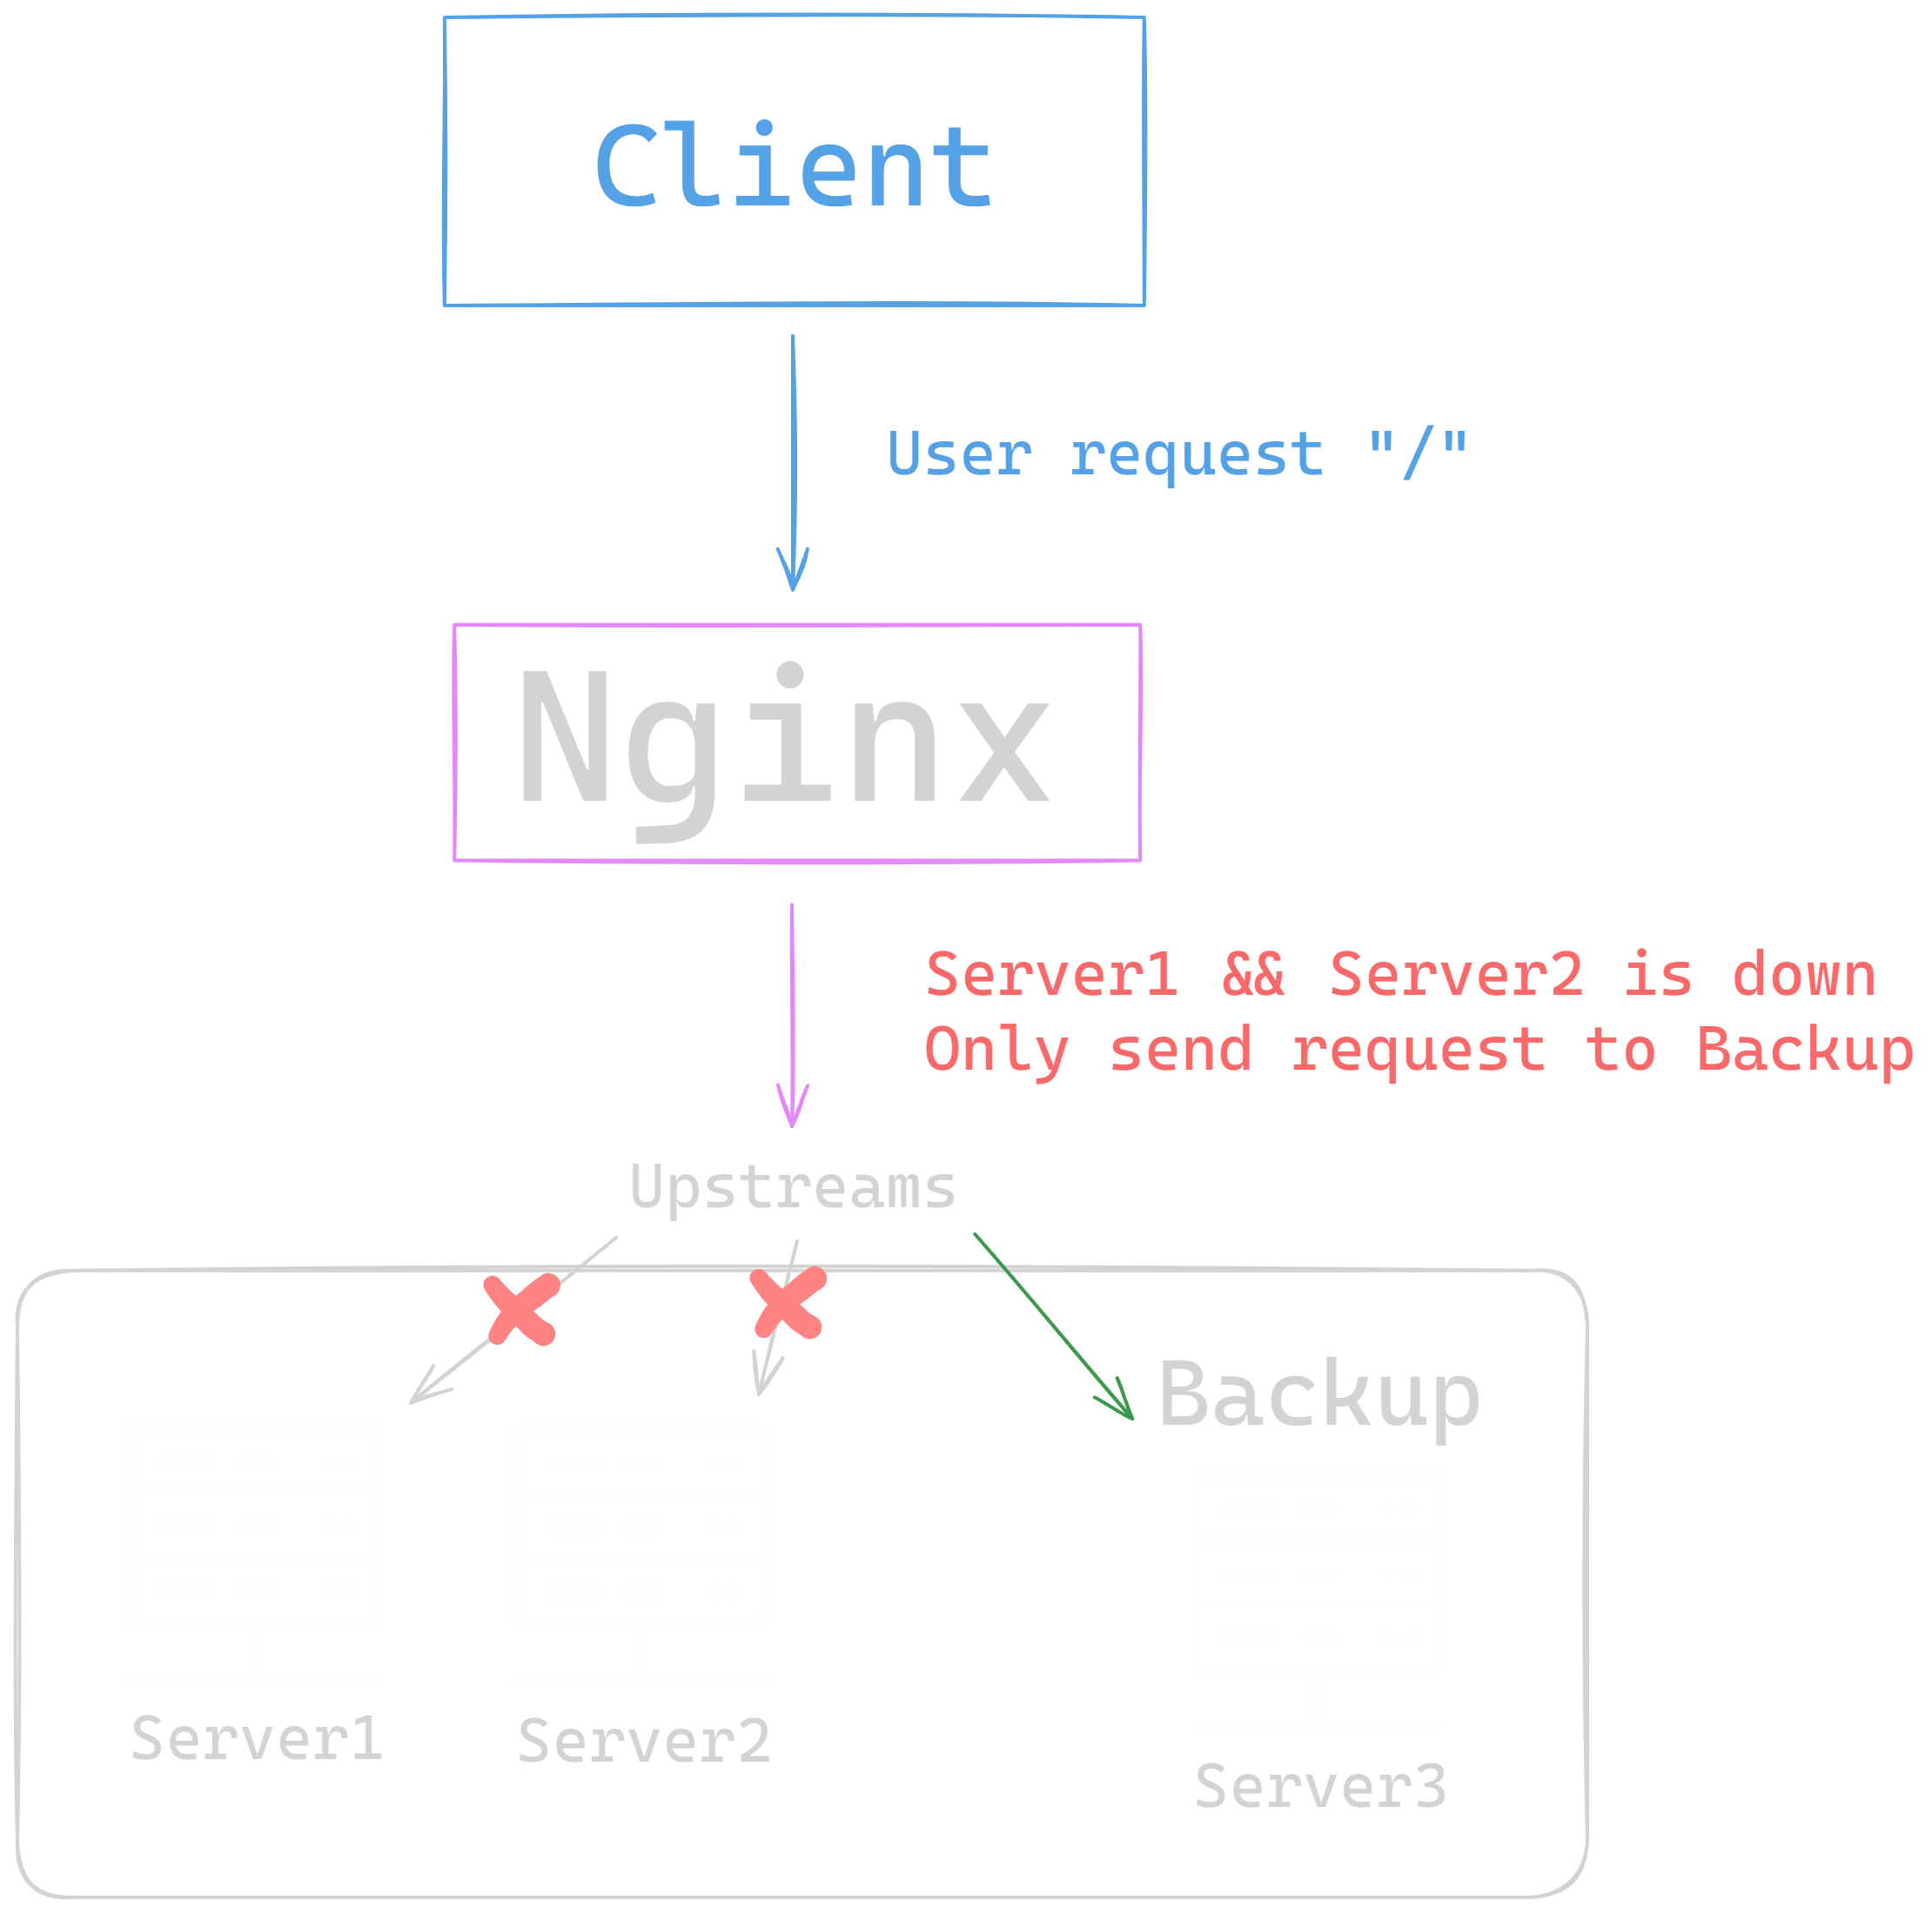 Client
User request "/"
Nginx
Server1 && Server2 is down
Only send request to Backup
Upstreams
Backup
Server1
Server2
Server3